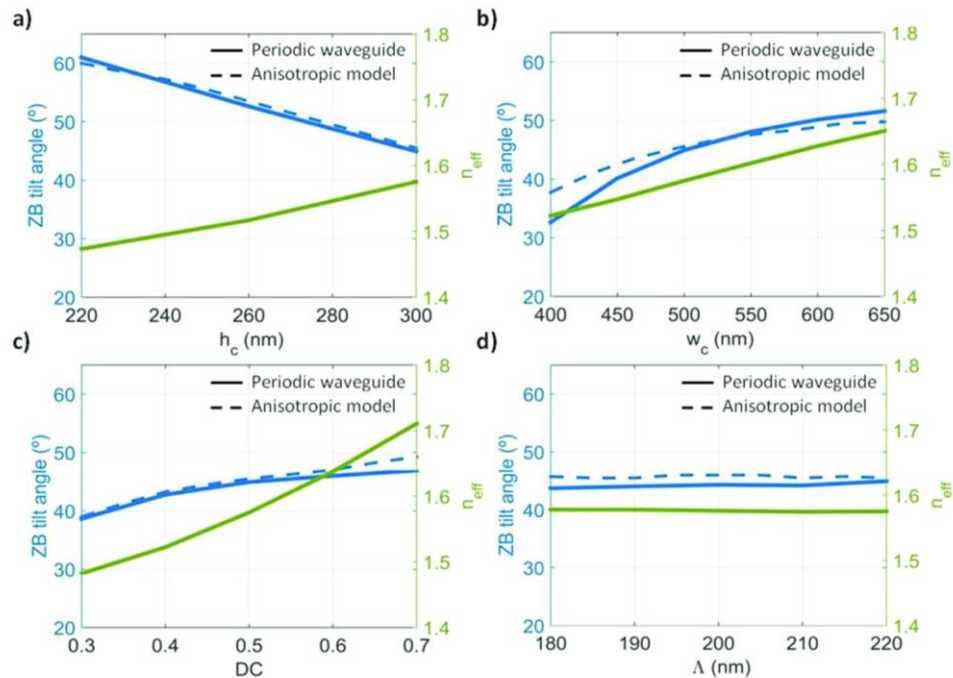 a)
Periodic waveguide
Anisotropic model
ZB tilt angle (º)
60
50
40
30
20
1.8
1.7
1.6
1.5
1.4
n_eff
220 240 260 280 300
h_c (nm)
b)
Periodic waveguide
Anisotropic model
ZB tilt angle (º)
60
50
40
30
20
1.8
1.7
1.6
1.5
1.4
n_eff
400 450 500 550 600 650
w_c (nm)
c)
Periodic waveguide
Anisotropic model
ZB tilt angle (º)
60
50
40
30
20
1.8
1.7
1.6
1.5
1.4
n_eff
0.3 0.4 0.5 0.6 0.7
DC
d)
Periodic waveguide
Anisotropic model
ZB tilt angle (º)
60
50
40
30
20
1.8
1.7
1.6
1.5
1.4
n_eff
180 190 200 210 220
Λ (nm)